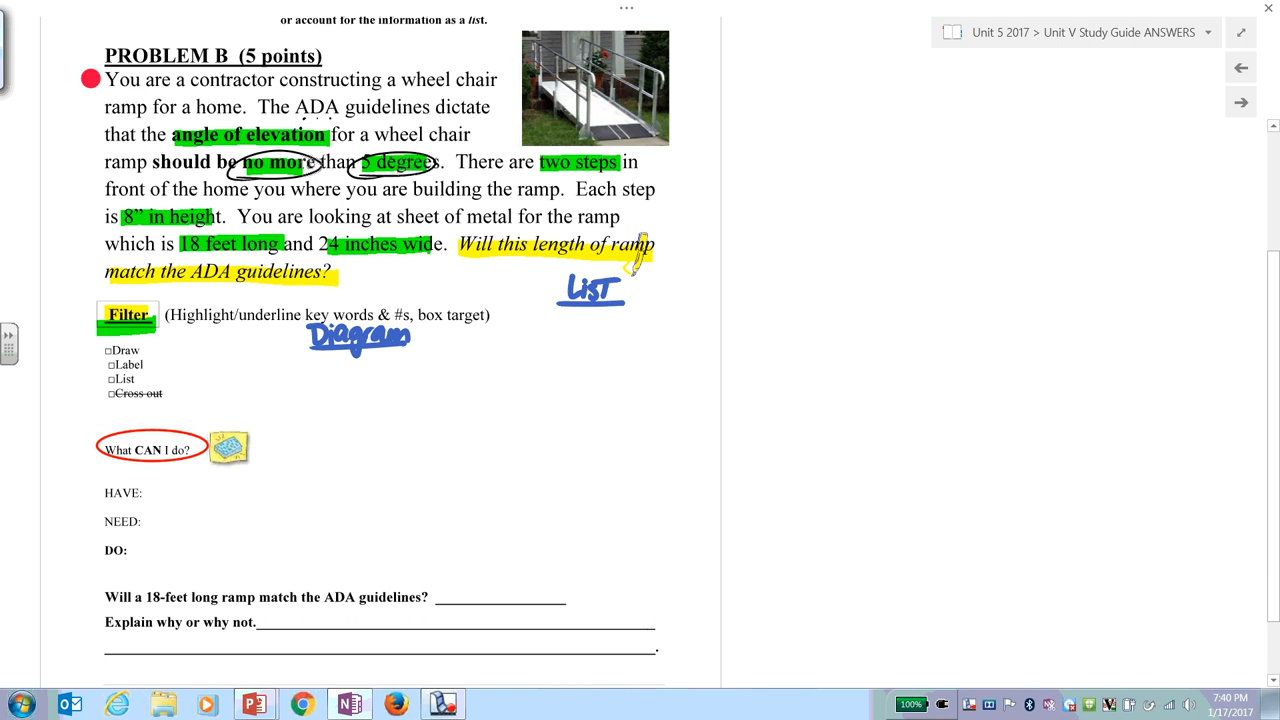 or account for the information as a list.
Unit 5 2017 > Unit V Study Guide ANSWERS
PROBLEM B (5 points)
You are a contractor constructing a wheel chair
ramp for a home. The ADA guidelines dictate
that the angle of elevation for a wheel chair
ramp should be no more than 5 degrees. There are two steps in
front of the home you where you are building the ramp. Each step
is 8” in height. You are looking at sheet of metal for the ramp
which is 18 feet long and 24 inches wide. Will this length of ramp
match the ADA guidelines?
LIST
Filter (Highlight/underline key words & #s, box target)
Diagram
Draw
Label
List
Cross out
What CAN I do?
HAVE:
NEED:
DO:
Will a 18-feet long ramp match the ADA guidelines? ____________
Explain why or why not.____________
____________.
100%
7:40 PM
1/17/2017